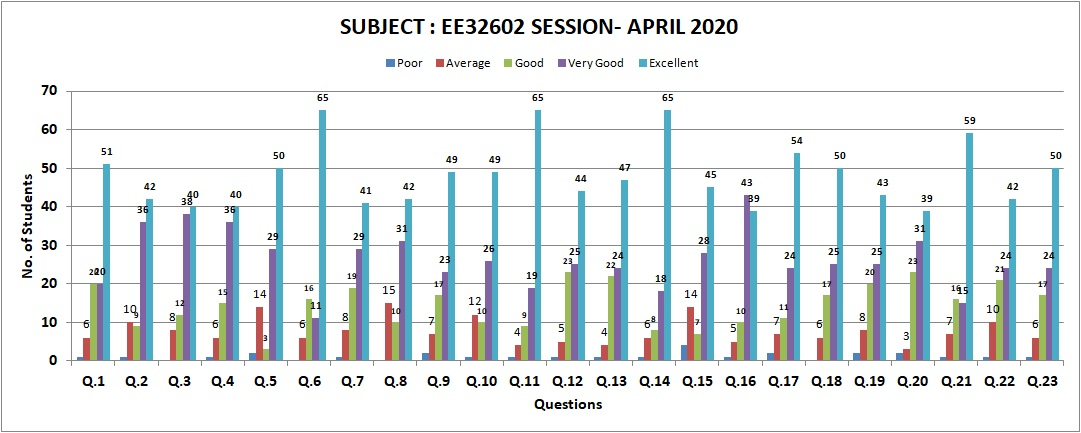 SUBJECT : EE32602 SESSION- APRIL 2020
Poor Average Good Very Good Excellent
No. of Students
70
60
50
40
30
20
10
0
6 20 20 51
10 9 36 42
8 12 38 40
6 15 36 40
14 3 29 50
6 16 11 65
8 19 29 41
15 10 31 42
7 17 23 49
12 10 26 49
4 9 19 65
5 23 25 44
4 22 24 47
6 8 18 65
14 7 28 45
5 10 43 39
7 11 24 54
6 17 25 50
8 20 25 43
3 23 31 39
7 16 15 59
10 21 24 42
6 17 24 50
Q.1 Q.2 Q.3 Q.4 Q.5 Q.6 Q.7 Q.8 Q.9 Q.10 Q.11 Q.12 Q.13 Q.14 Q.15 Q.16 Q.17 Q.18 Q.19 Q.20 Q.21 Q.22 Q.23
Questions